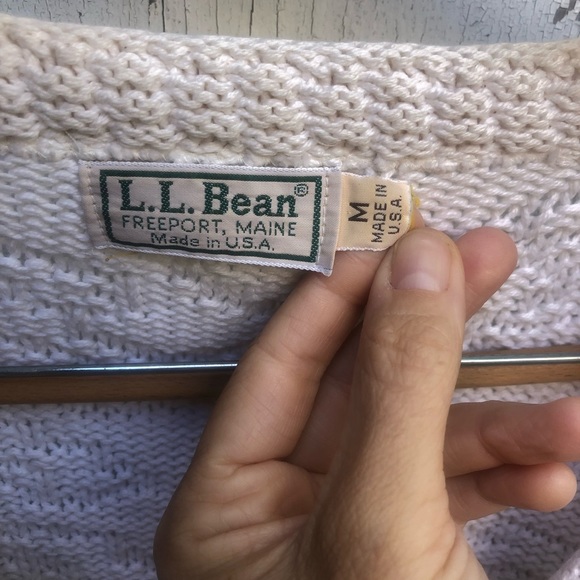 L.L.Bean®
FREEPORT, MAINE
Made in U.S.A.
M
MADE IN
U.S.A.